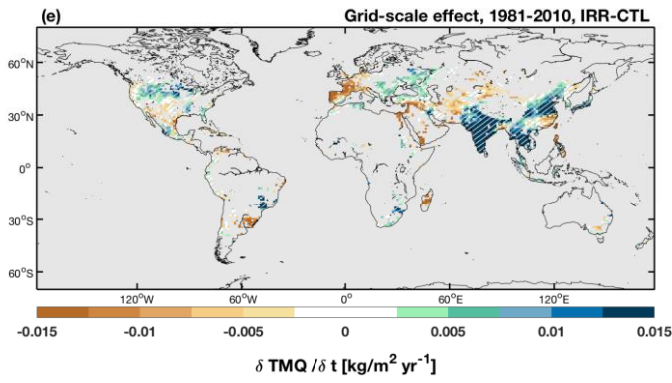 (e) Grid-scale effect, 1981-2010, IRR-CTL
60°N
30°N
0°
30°S
60°S
120°W 60°W 0° 60°E 120°E
-0.015 -0.01 -0.005 0 0.005 0.01 0.015
δ TMQ / δ t [kg/m² yr⁻¹]